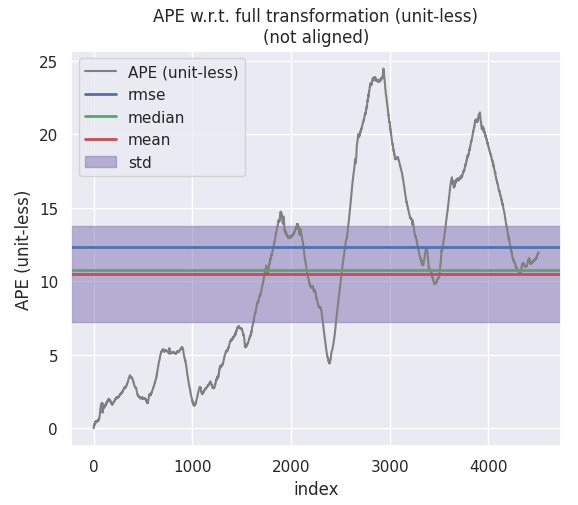 APE w.r.t. full transformation (unit-less)
(not aligned)
25
20
15
10
5
0
APE (unit-less)
APE (unit-less)
rmse
median
mean
std
0 1000 2000 3000 4000
index